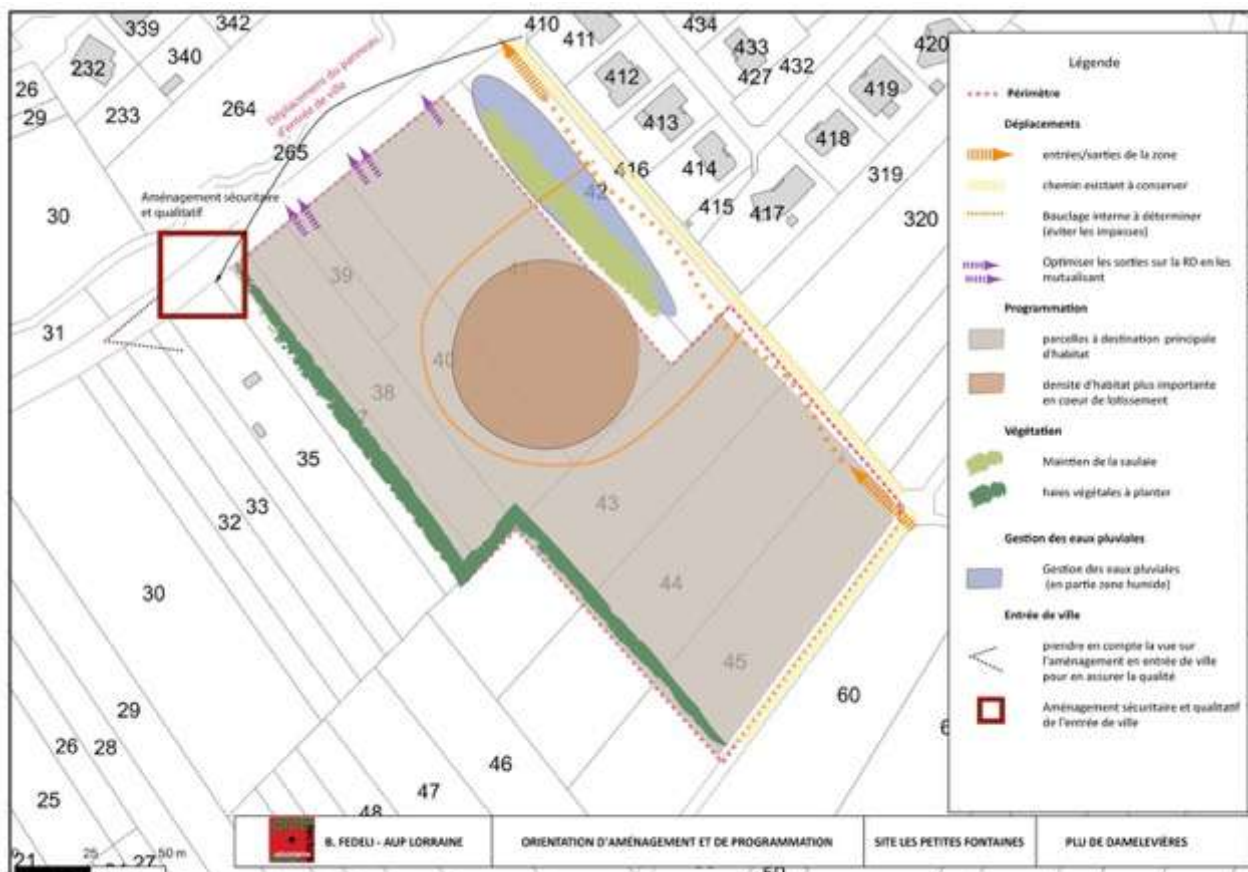 339
342
340
232
26
29
233
264
265
410
411
434
433
432
427
420
412
413
419
414
418
416
415
417
319
320
42
Déplacement du panneau
d'entrée de ville
Aménagement sécuritaire
et qualitatif
30
31
39
41
40
38
35
33
32
43
44
45
30
29
28
26
25
46
47
48
60
21
27
25
50 m
Légende
Périmètre
Déplacements
entrées/sorties de la zone
chemin existant à conserver
Bouclage interne à déterminer
(éviter les impasses)
Optimiser les sorties sur la RD en les
mutualisant
Programmation
parcelles à destination principale
d'habitat
densité d'habitat plus importante
en coeur de lotissement
Végétation
Maintien de la saulaie
haies végétales à planter
Gestion des eaux pluviales
Gestion des eaux pluviales
(en partie zone humide)
Entrée de ville
prendre en compte la vue sur
l'aménagement en entrée de ville
pour en assurer la qualité
Aménagement sécuritaire et qualitatif
de l'entrée de ville
B. FEDELI - AUP LORRAINE
ORIENTATION D'AMÉNAGEMENT ET DE PROGRAMMATION
SITE LES PETITES FONTAINES
PLU DE DAMELEVIÈRES